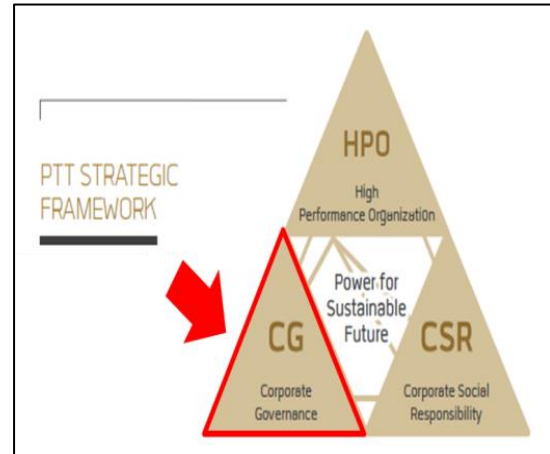 PTT STRATEGIC
FRAMEWORK
HPO
High
Performance Organization
Power for
Sustainable
Future
CG
Corporate
Governance
CSR
Corporate Social
Responsibility